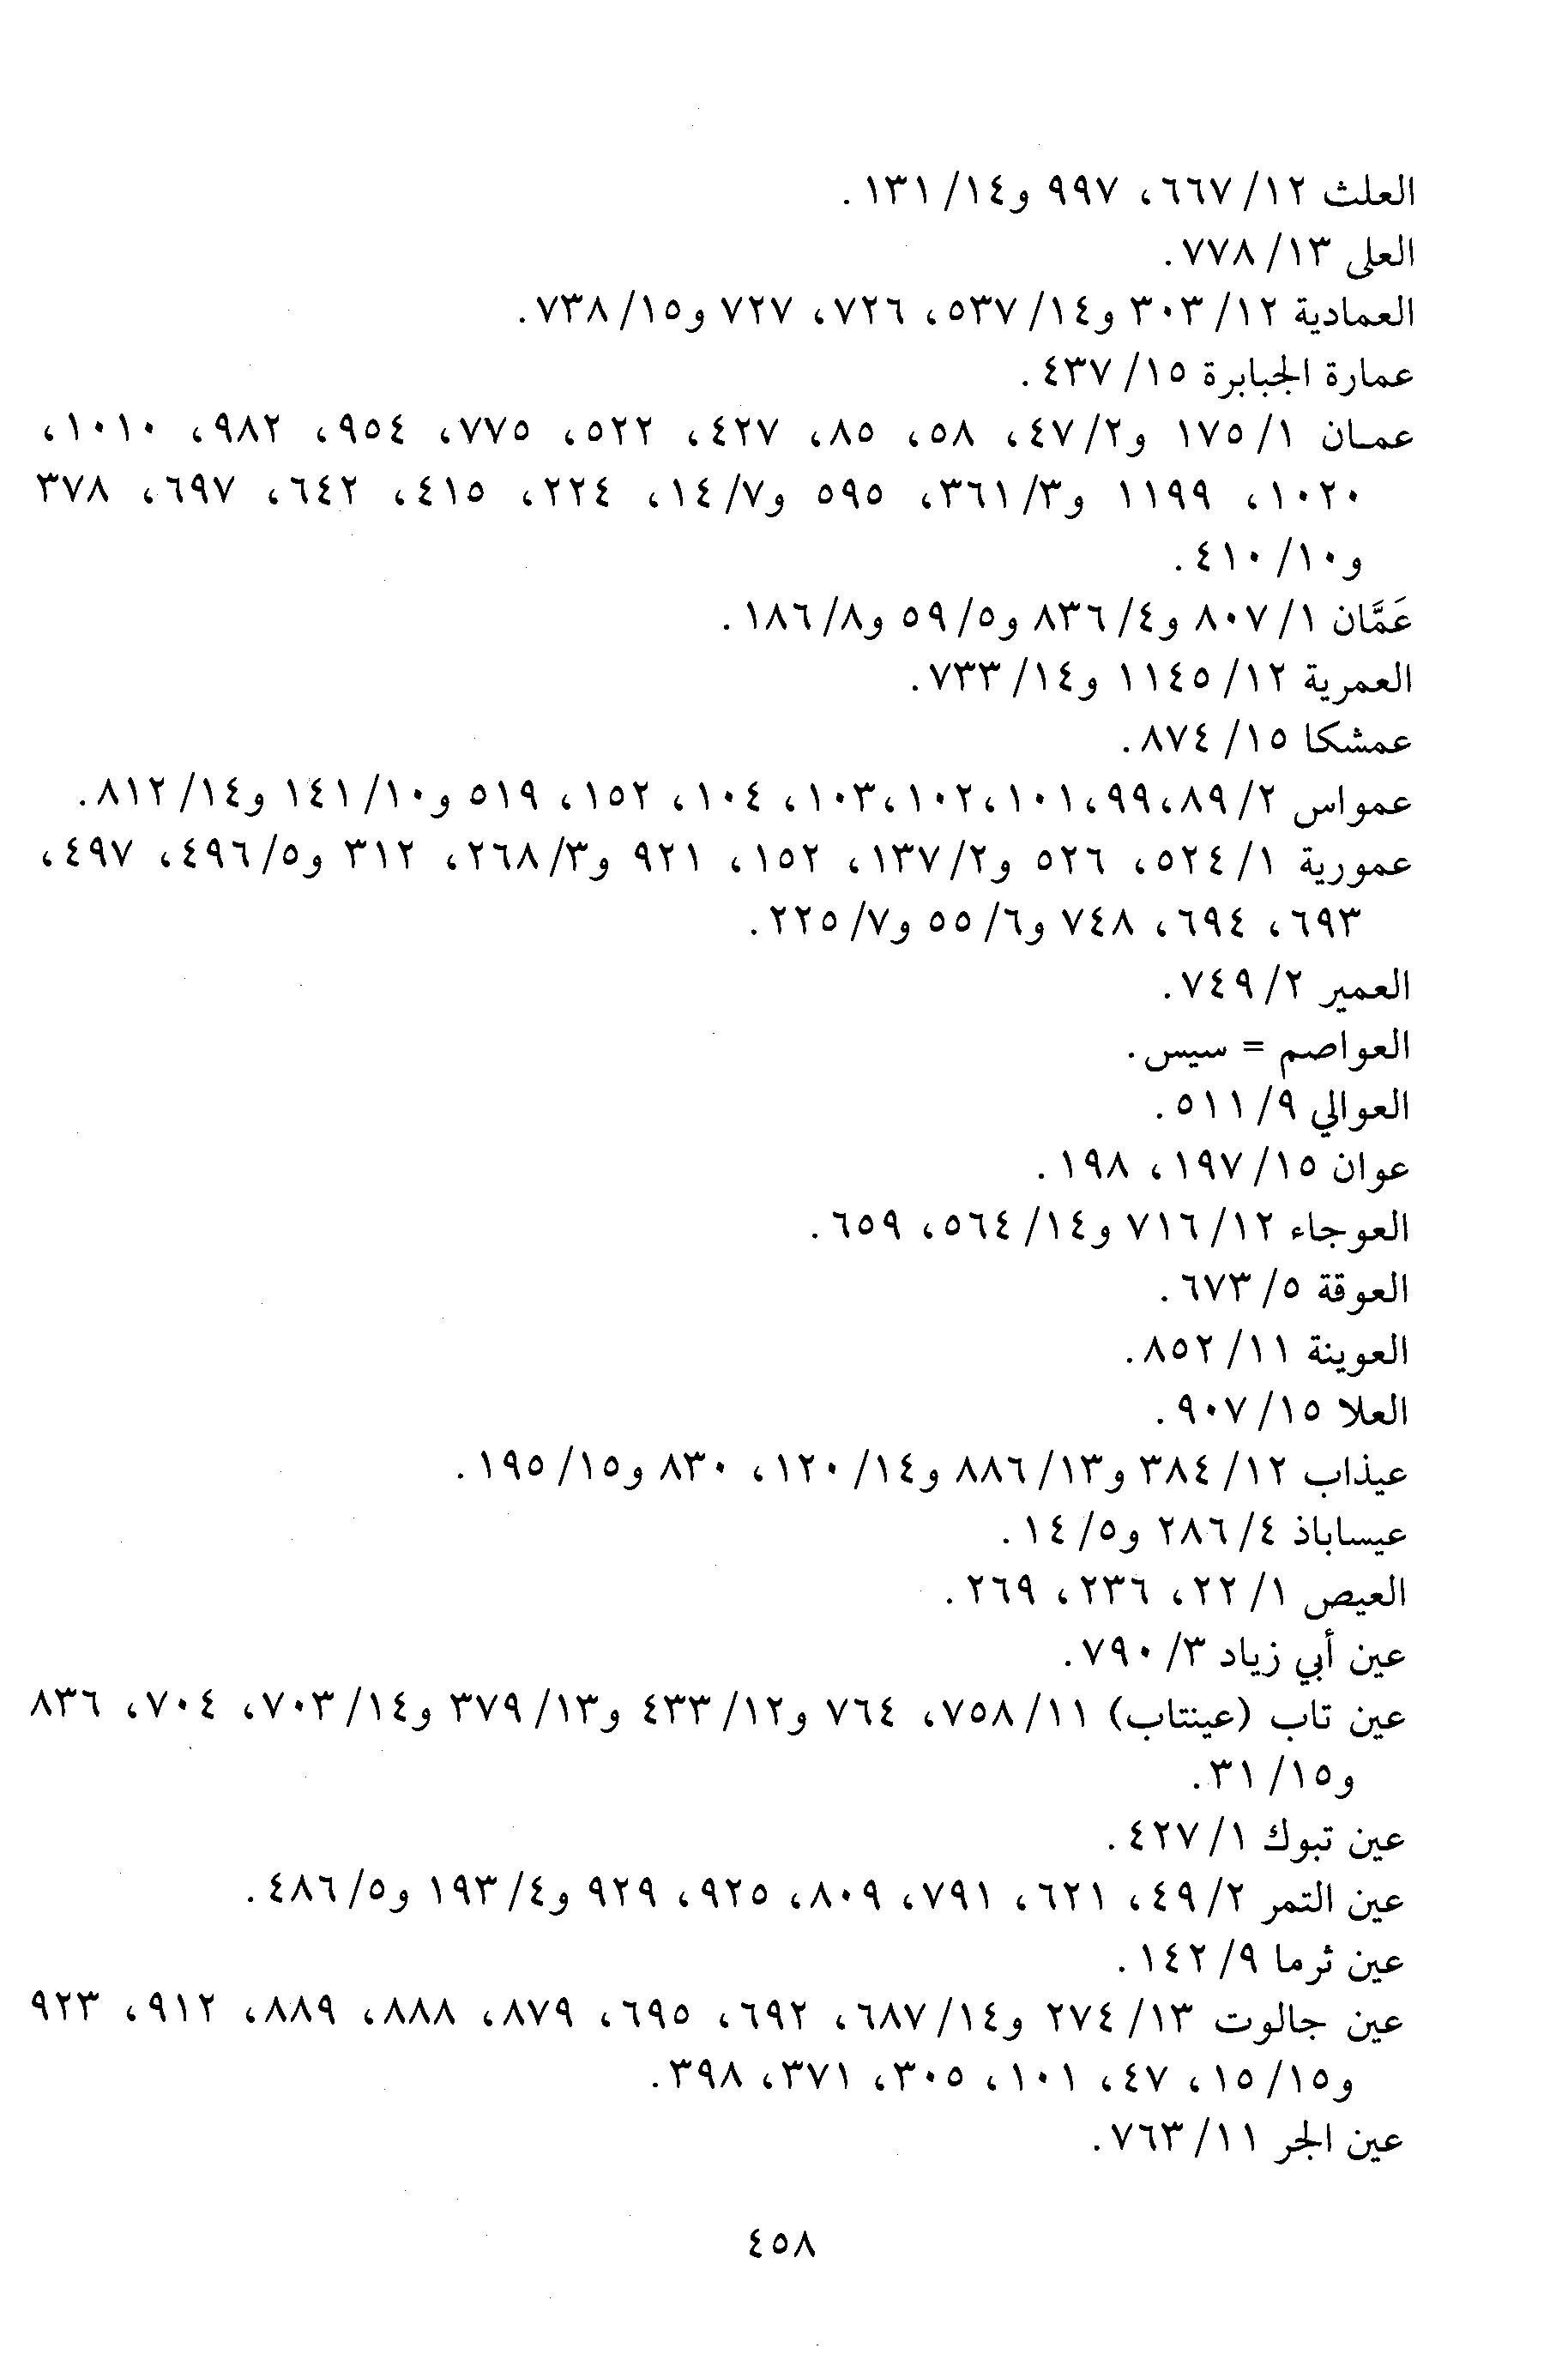 العلث ١٢/ ٦٦٧، ٩٩٧ و١٤/ ١٣١.
العلى ١٣/ ٧٧٨.
العمادية ١٢/ ٣٠٣ و١٤/ ٥٣٧، ٧٢٦، ٧٢٧ و١٥/ ٧٣٨.
عمارة الجبابرة ١٥/ ٤٣٧.
عمان ١/ ١٧٥ و٢/ ٤٧، ٥٨، ٨٥، ٤٢٧، ٥٢٢، ٧٧٥، ٩٥٤، ٩٨٢، ١٠١٠،
١٠٢٠، ١١٩٩ و٣/ ٣٦١، ٥٩٥ و٧/ ١٤، ٢٢٤، ٤١٥، ٦٤٢، ٦٩٧، ٣٧٨
و١٠/ ٤١٠.
عَمَّان ١/ ٨٠٧ و٤/ ٨٣٦ و٥/ ٥٩ و٨/ ١٨٦.
العمرية ١٢/ ١١٤٥ و١٤/ ٧٣٣.
عمشكا ١٥/ ٨٧٤.
عمواس ٢/ ٨٩،٩٩،١٠١،١٠٢،١٠٣، ١٠٤، ١٥٢، ٥١٩ و١٠/ ١٤١ و١٤/ ٨١٢.
عمورية ١/ ٥٢٤، ٥٢٦ و٢/ ١٣٧، ١٥٢، ٩٢١ و٣/ ٢٦٨، ٣١٢ و٥/ ٤٩٦، ٤٩٧،
٦٩٣، ٦٩٤، ٧٤٨ و٦/ ٥٥ و٧/ ٢٢٥.
العمير ٢/ ٧٤٩.
العواصم = سيس.
العوالي ٩/ ٥١١.
عوان ١٥/ ١٩٧، ١٩٨.
العوجاء ١٢/ ٧١٦ و١٤/ ٥٦٤، ٦٥٩.
العوقة ٥/ ٦٧٣.
العوينة ١١/ ٨٥٢.
العلا ١٥/ ٩٠٧.
عيذاب ١٢/ ٣٨٤ و١٣/ ٨٨٦ و١٤/ ١٢٠، ٨٣٠ و١٥/ ١٩٥.
عيساباذ ٤/ ٢٨٦ و٥/ ١٤.
العيص ١/ ٢٢، ٢٣٦، ٢٦٩.
عين أبي زياد ٣/ ٧٩٠.
عين تاب (عينتاب) ١١/ ٧٥٨، ٧٦٤ و١٢/ ٤٣٣ و١٣/ ٣٧٩ و١٤/ ٧٠٣، ٧٠٤، ٨٣٦
و١٥/ ٣١.
عين تبوك ١/ ٤٢٧.
عين التمر ٢/ ٤٩، ٦٢١، ٧٩١، ٨٠٩، ٩٢٥، ٩٢٩ و٤/ ١٩٣ و٥/ ٤٨٦.
عين ثرما ٩/ ١٤٢.
عين جالوت ١٣/ ٢٧٤ و١٤/ ٦٨٧، ٦٩٢، ٦٩٥، ٨٧٩، ٨٨٨، ٨٨٩، ٩١٢، ٩٢٣
و١٥/ ١٥، ٤٧، ١٠١، ٣٠٥، ٣٧١، ٣٩٨.
عين الجر ١١/ ٧٦٣.
٤٥٨